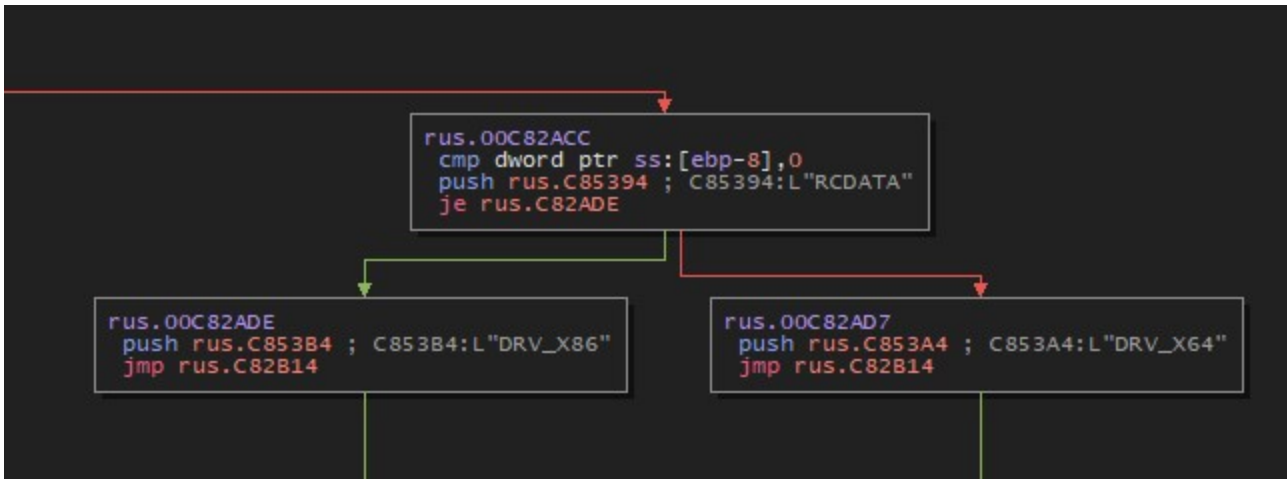 rus.00C82ACC
cmp dword ptr ss:[ebp-8],0
push rus.C85394 ; C85394:L"RCDATA"
je rus.C82ADE
rus.00C82ADE
push rus.C853B4 ; C853B4:L"DRV_X86"
jmp rus.C82B14
rus.00C82AD7
push rus.C853A4 ; C853A4:L"DRV_X64"
jmp rus.C82B14